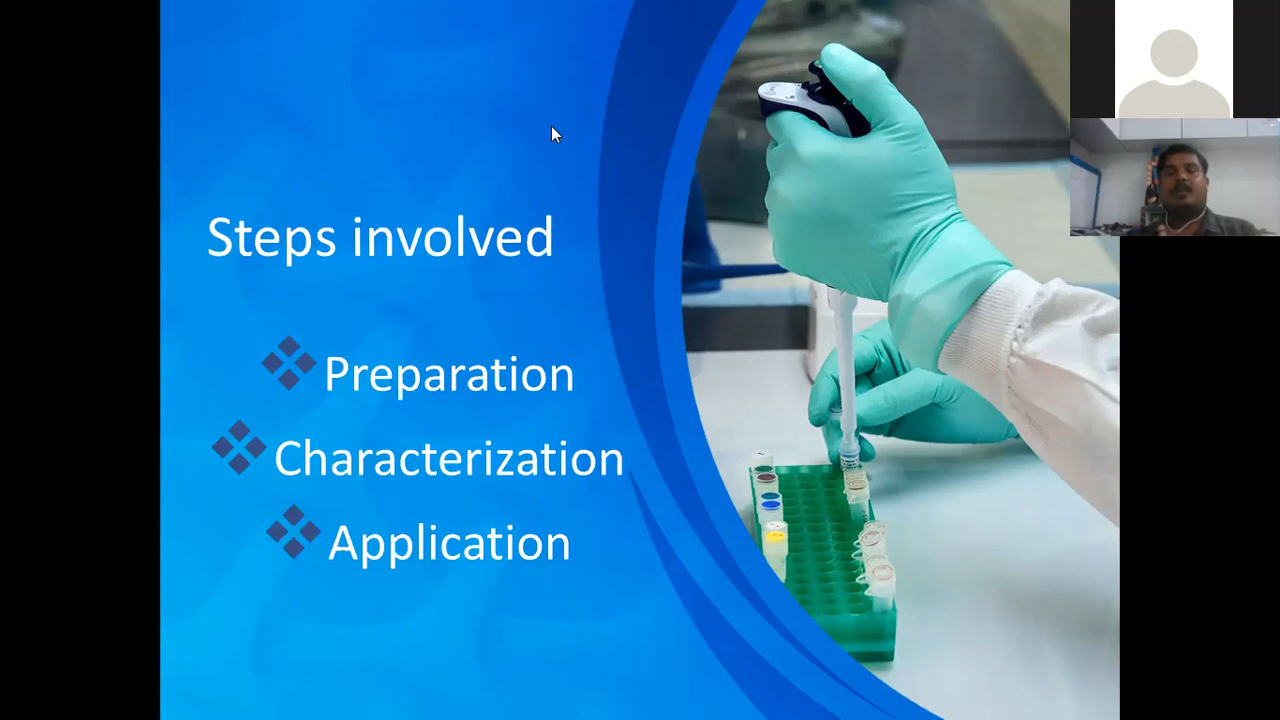 Steps involved
Preparation
Characterization
Application